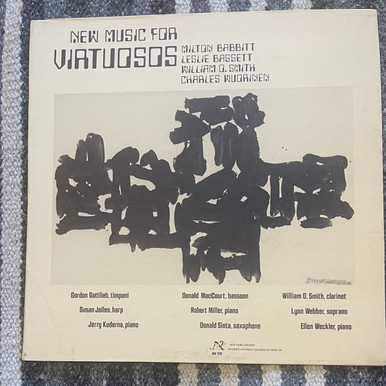 NEW MUSIC FOR
VIRTUOSOS
MILTON BABBITT
LESLIE BASSETT
WILLIAM O. SMITH
CHARLES WUORINEN
Gordon Gottlieb, timpani
Donald MacCourt, bassoon
William O. Smith, clarinet
Susan Jolles, harp
Robert Miller, piano
Lynn Webber, soprano
Jerry Kuderna, piano
Donald Sinta, saxophone
Ellen Weckler, piano